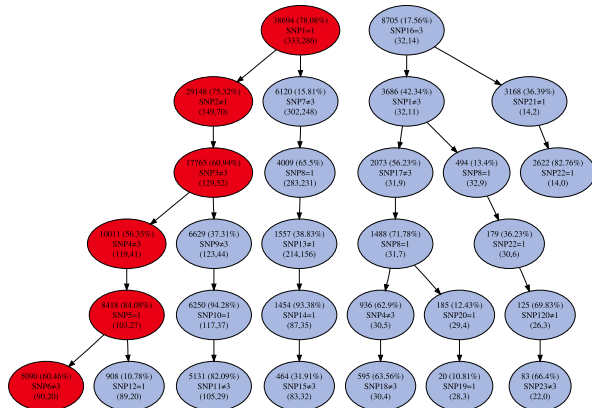 38694 (78.08%)
SNP1=1
(333,286)
8705 (17.56%)
SNP16=3
(32,14)
29148 (75.32%)
SNP2≠1
(149,70)
6120 (15.81%)
SNP7≠3
(302,248)
3686 (42.34%)
SNP1≠3
(32,11)
3168 (36.39%)
SNP21≠1
(14,2)
17765 (60.94%)
SNP3≠3
(129,52)
4009 (65.5%)
SNP8=1
(283,231)
2073 (56.23%)
SNP17≠3
(31,9)
494 (13.4%)
SNP8=1
(32,9)
2622 (82.76%)
SNP22=1
(14,0)
10011 (56.35%)
SNP4≠3
(119,41)
6629 (37.31%)
SNP9≠3
(123,44)
1557 (38.83%)
SNP13≠1
(214,156)
1488 (71.78%)
SNP8=1
(31,7)
179 (36.23%)
SNP22=1
(30,6)
8418 (84.08%)
SNP5=1
(103,27)
6250 (94.28%)
SNP10=1
(117,37)
1454 (93.38%)
SNP14=1
(87,35)
936 (62.9%)
SNP4≠3
(30,5)
185 (12.43%)
SNP20=1
(29,4)
125 (69.83%)
SNP120≠1
(26,3)
5090 (60.46%)
SNP6≠3
(90,20)
908 (10.78%)
SNP12=1
(89,20)
5131 (82.09%)
SNP11≠3
(105,29)
464 (31.91%)
SNP15≠3
(83,32)
595 (63.56%)
SNP18≠3
(30,4)
20 (10.81%)
SNP19=1
(28,3)
83 (66.4%)
SNP23≠3
(22,0)